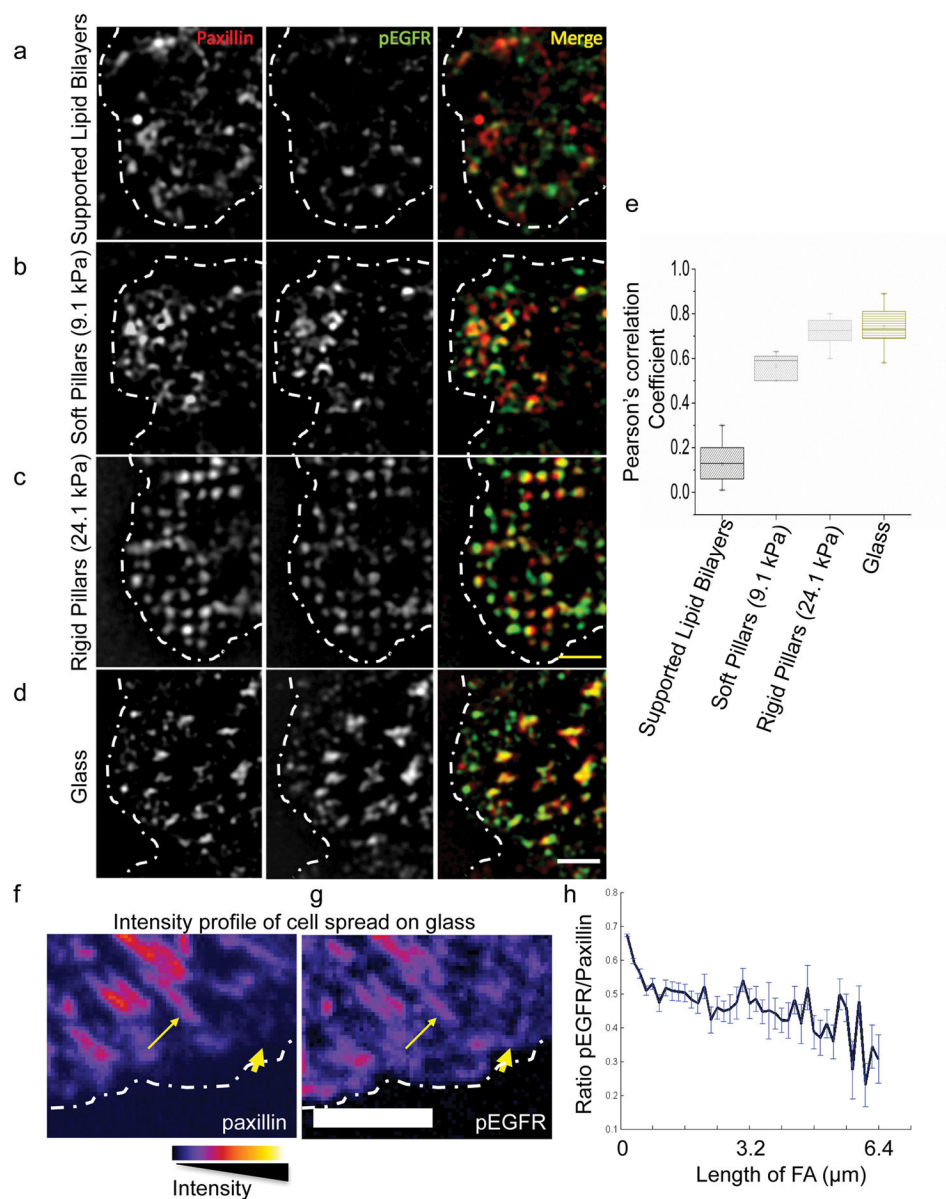 a
Supported Lipid Bilayers
Paxillin
pEGFR
Merge
b
Soft Pillars (9.1 kPa)
c
Rigid Pillars (24.1 kPa)
d
Glass
e
Pearson's correlation
Coefficient
1.0
0.8
0.6
0.4
0.2
0.0
Supported Lipid Bilayers
Soft Pillars (9.1 kPa)
Rigid Pillars (24.1 kPa)
Glass
f
g
Intensity profile of cell spread on glass
paxillin
pEGFR
Intensity
h
Ratio pEGFR/Paxillin
0.8
0.7
0.6
0.5
0.4
0.3
0.2
0.1
0
3.2
6.4
Length of FA (µm)